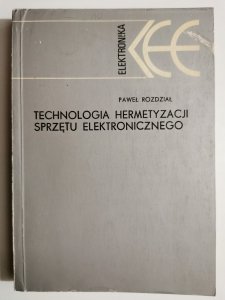 ELEKTRONIKA
PAWEŁ ROZDZIAŁ
TECHNOLOGIA HERMETYZACJI
SPRZĘTU ELEKTRONICZNEGO